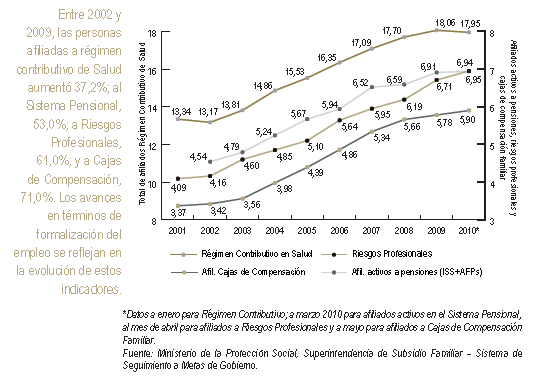 Entre 2002 y
2009, las personas
afiliadas a régimen
contributivo de Salud
aumentó 37,2%; al
Sistema Pensional,
53,0%; a Riesgos
Profesionales,
61,0%; y a Cajas
de Compensación,
71,0%. Los avances
en términos de
formalización del
empleo se reflejan en
la evolución de estos
indicadores.
Total de afiliados - Régimen Contributivo de Salud
18
16
14
12
10
8
13,34
13,17
13,81
14,86
15,53
16,35
17,09
17,70
18,06
17,95
4,54
4,79
5,24
5,67
5,94
6,52
6,59
6,91
6,94
4,09
4,16
4,60
4,85
5,10
5,64
5,95
6,19
6,71
6,95
3,37
3,42
3,56
3,98
4,39
4,86
5,34
5,66
5,78
5,90
8
7
6
5
4
3
Afiliados activos a pensiones, riesgos profesionales y
cajas de compensación familiar
2001 2002 2003 2004 2005 2006 2007 2008 2009 2010*
Régimen Contributivo en Salud
Riesgos Profesionales
Afil. Cajas de Compensación
Afil. activos a pensiones (ISS+AFPs)
*Datos a enero para Régimen Contributivo; a marzo 2010 para afiliados activos en el Sistema Pensional,
al mes de abril para afiliados a Riesgos Profesionales y a mayo para afiliados a Cajas de Compensación
Familiar.
Fuente: Ministerio de la Protección Social, Superintendencia de Subsidio Familiar – Sistema de
Seguimiento a Metas de Gobierno.